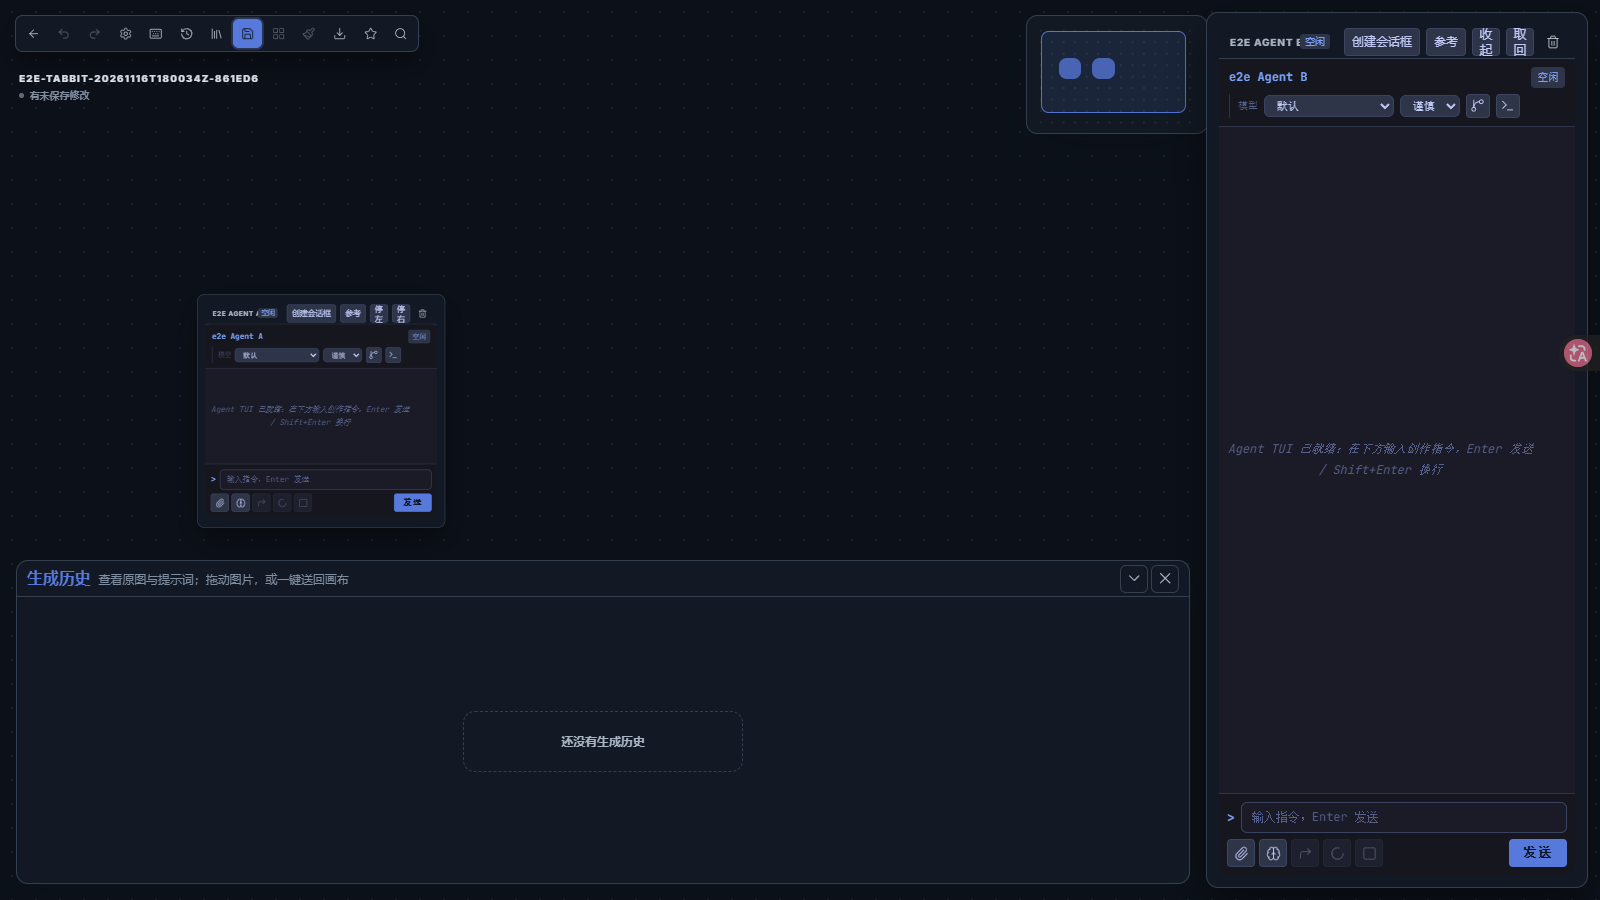 E2E-TABBIT-20261116T180034Z-861ED6
有未保存修改
E2E AGENT
空闲
创建会话框
参考
停左
停右
e2e Agent A
空闲
模型
默认
谨慎
Agent TUI 已就绪：在下方输入创作指令，Enter 发送
/ Shift+Enter 换行
>
输入指令，Enter 发送
发送
生成历史
查看原图与提示词；拖动图片，或一键送回画布
还没有生成历史
E2E AGENT
空闲
创建会话框
参考
收起
取回
e2e Agent B
空闲
模型
默认
谨慎
Agent TUI 已就绪：在下方输入创作指令，Enter 发送
/ Shift+Enter 换行
>
输入指令，Enter 发送
发送